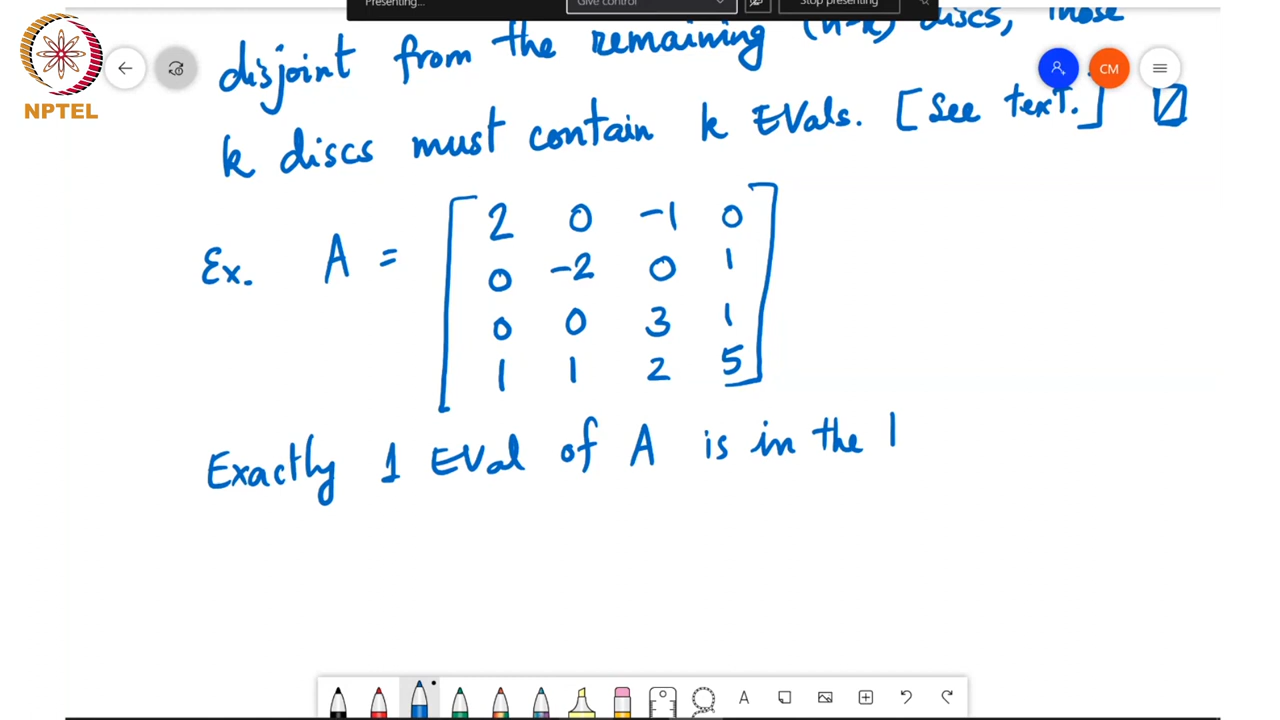 Presenting... Give control Stop presenting
disjoint from the remaining (n-k) discs, those
NPTEL
CM
k discs must contain k EVals. [See text.]
Ex. A =
2 0 -1 0
0 -2 0 1
0 0 3 1
1 1 2 5
Exactly 1 EVal of A is in the l
A